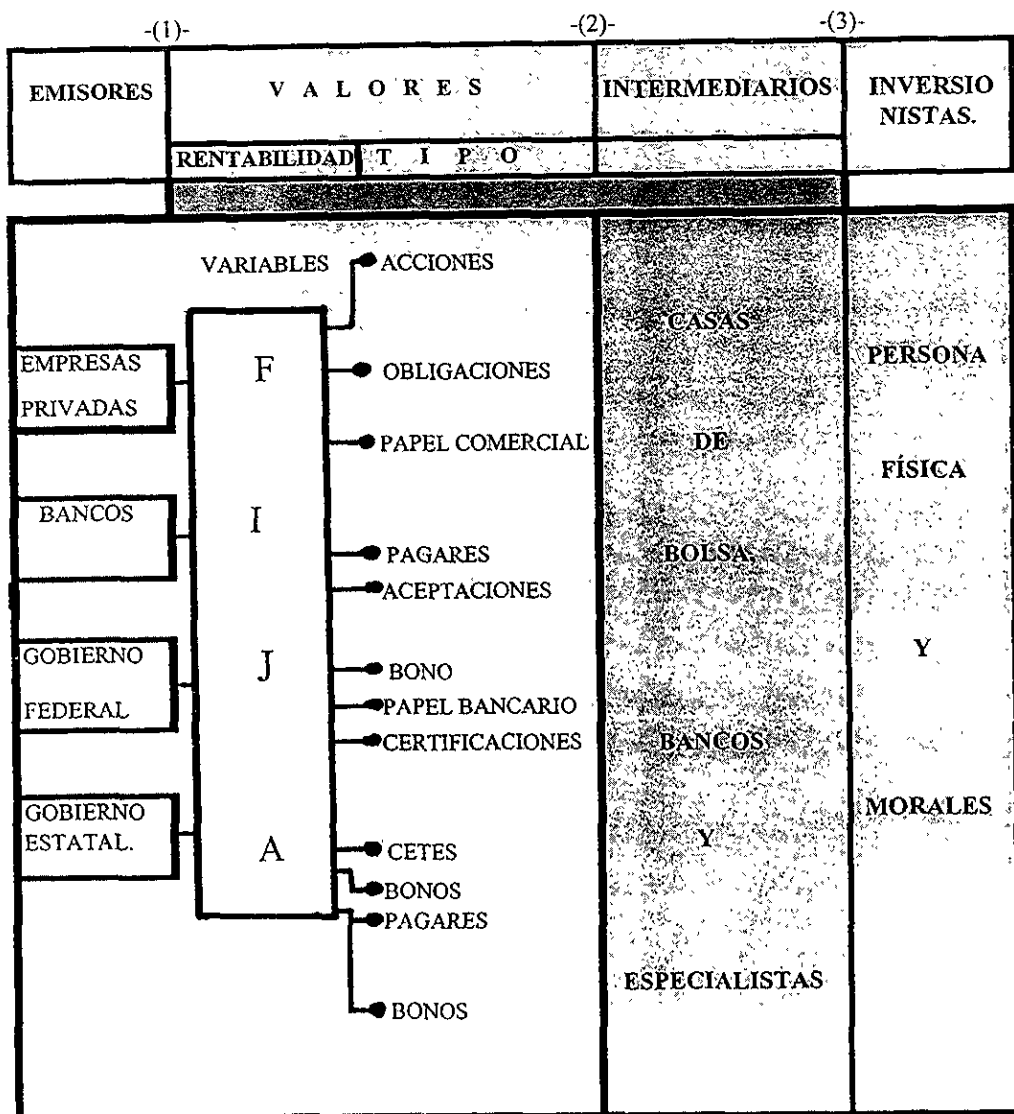 -(1)-
-(2)-
-(3)-
EMISORES
V A L O R E S
INTERMEDIARIOS
INVERSIO
NISTAS.
RENTABILIDAD
T I P O
VARIABLES
ACCIONES
EMPRESAS
PRIVADAS
BANCOS
GOBIERNO
FEDERAL
GOBIERNO
ESTATAL.
F
I
J
A
OBLIGACIONES
PAPEL COMERCIAL
PAGARES
ACEPTACIONES
BONO
PAPEL BANCARIO
CERTIFICACIONES
CETES
BONOS
PAGARES
BONOS
CASAS
DE
BOLSA,
BANCOS
Y
ESPECIALISTAS
PERSONA
FÍSICA
Y
MORALES